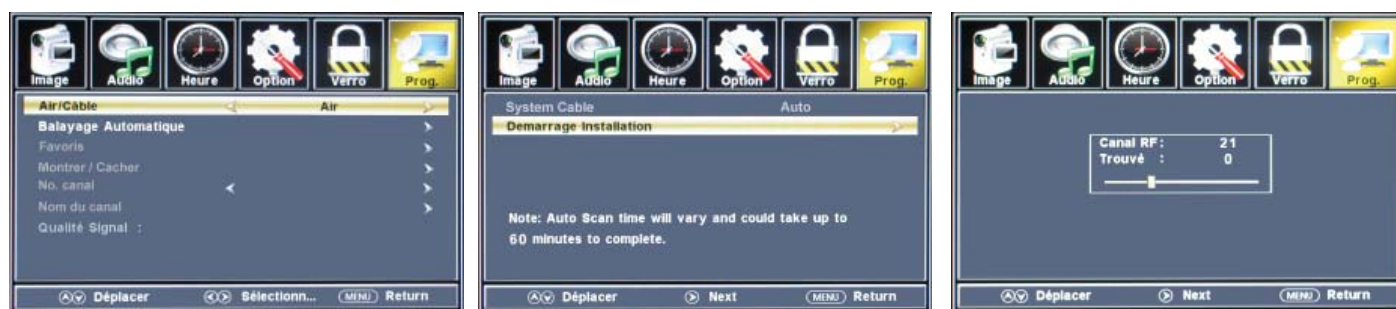 Image Audio Heure Option Verro Prog.
Air/Câble Air
Balayage Automatique
Favoris
Montrer / Cacher
No. canal
Nom du canal
Qualité Signal :
Déplacer Sélectionn... MENU Return
Image Audio Heure Option Verro Prog.
System Cable Auto
Demarrage Installation
Note: Auto Scan time will vary and could take up to
60 minutes to complete.
Déplacer Next MENU Return
Image Audio Heure Option Verro Prog.
Canal RF: 21
Trouvé : 0
Déplacer Next MENU Return